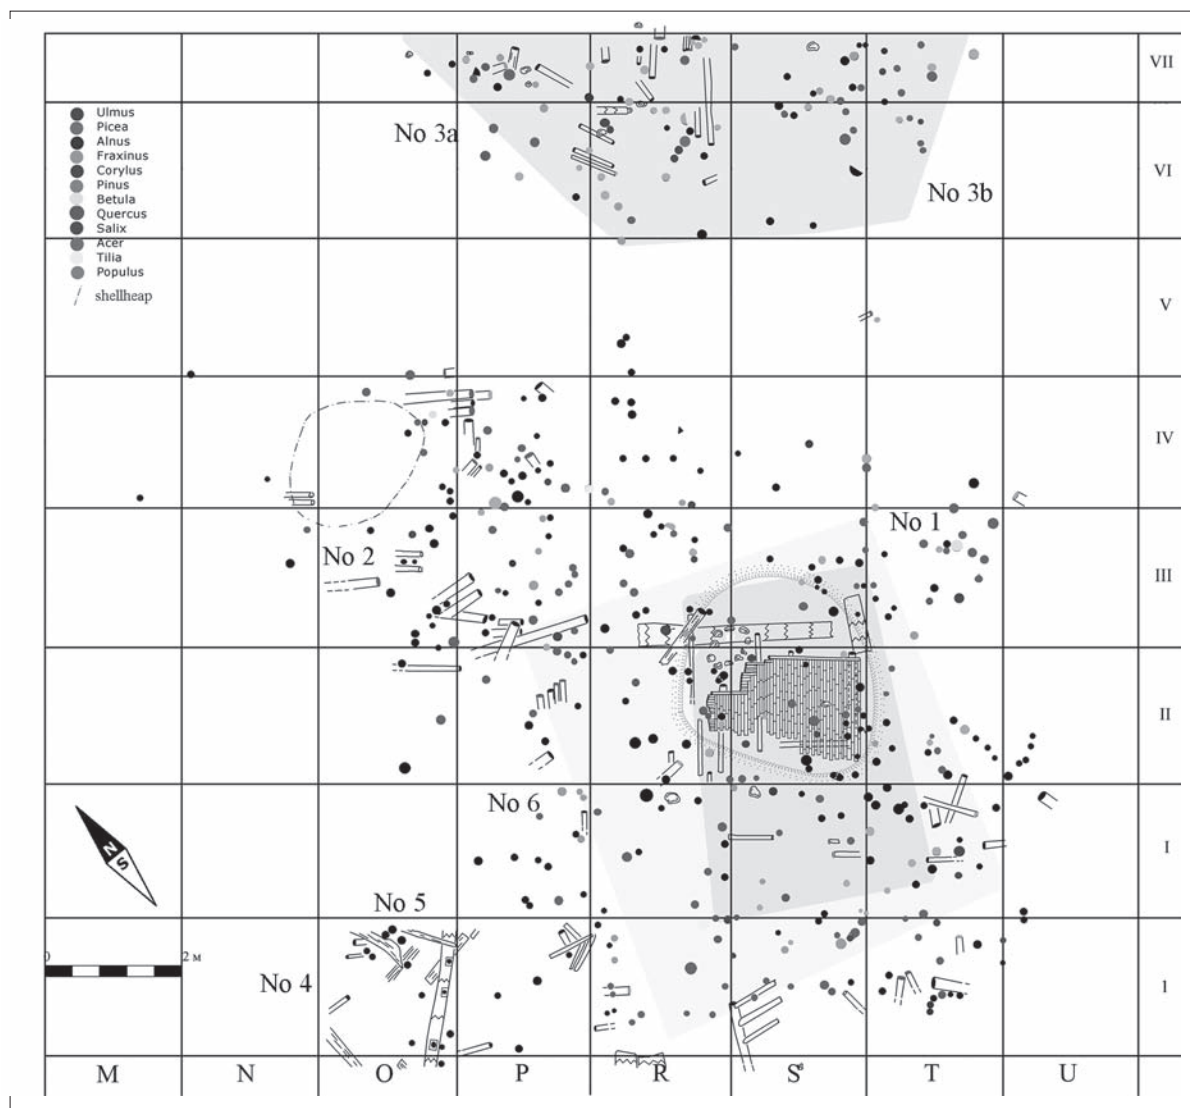 VII
No 3a
VI
No 3b
Ulmus
Picea
Alnus
Fraxinus
Corylus
Pinus
Betula
Quercus
Salix
Acer
Tilia
Populus
shellheap
V
IV
No 1
No 2
III
II
No 6
I
N
S
No 5
0
2 м
No 4
1
M
N
O
P
R
S
T
U